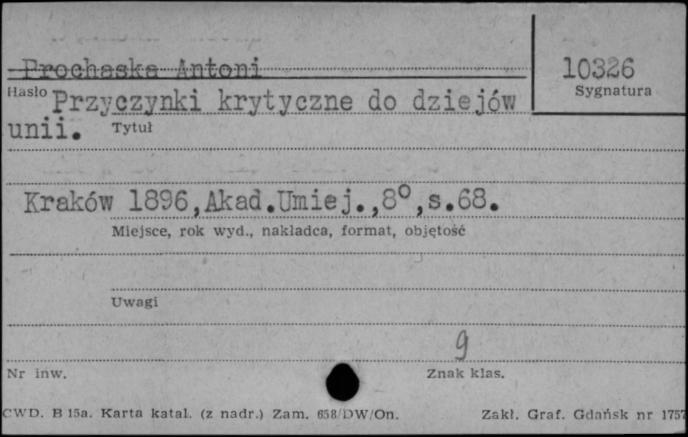 Prochaska Antoni
10326
Hasło
Sygnatura
Przyczynki krytyczne do dziejów
unii.
Tytuł
Kraków 1896,Akad.Umiej.,8°,s.68.
Miejsce, rok wyd., nakładca, format, objętość
Uwagi
9
Nr inw.
Znak klas.
CWD. B 15a. Karta katal. (z nadr.) Zam. 658/DW/On.
Zakł. Graf. Gdańsk nr 1757